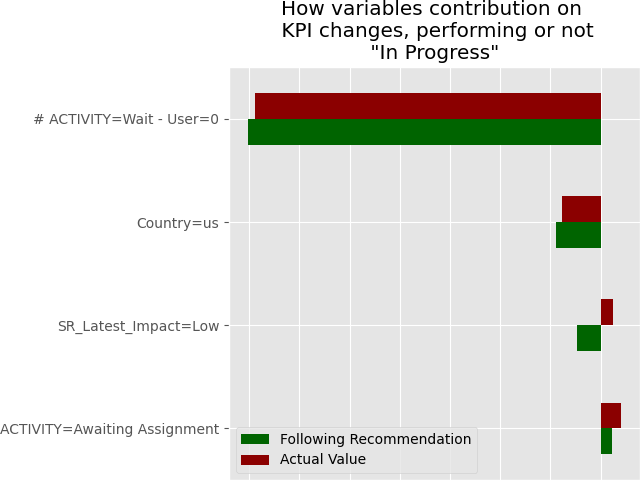 How variables contribution on
KPI changes, performing or not
"In Progress"
# ACTIVITY=Wait - User=0
Country=us
SR_Latest_Impact=Low
ACTIVITY=Awaiting Assignment
Following Recommendation
Actual Value